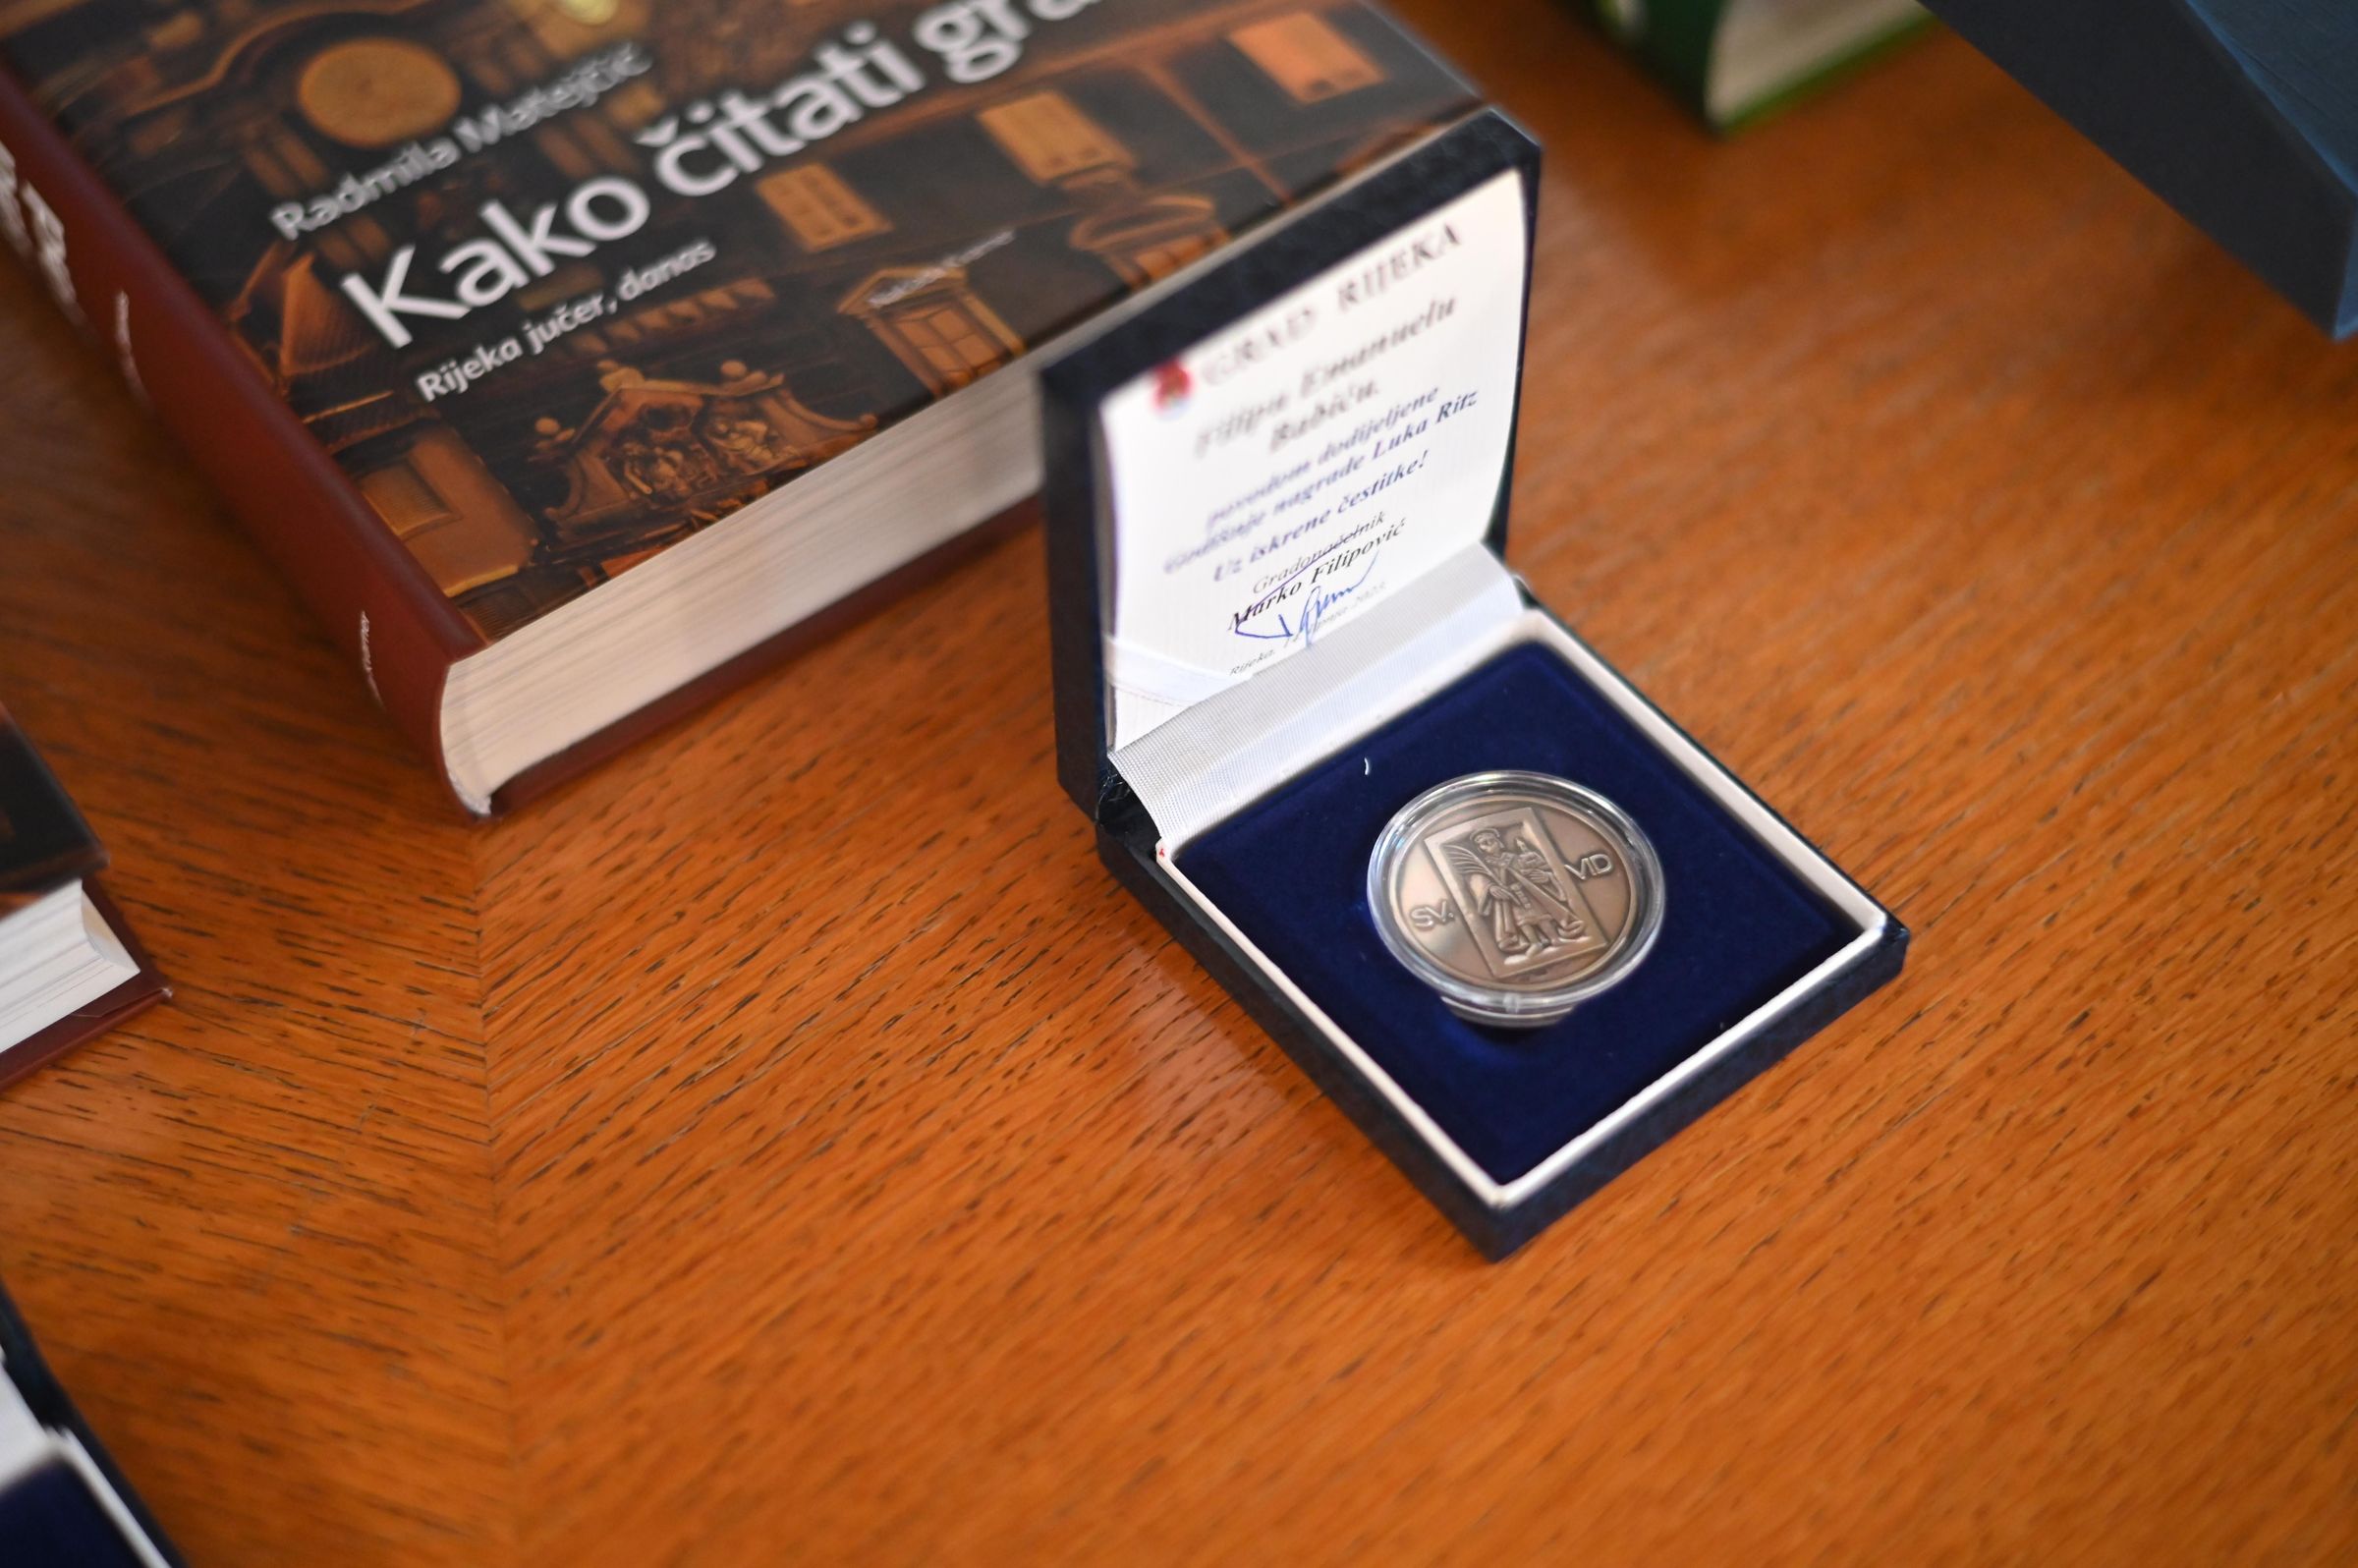 Radmila Matejčić
Kako čitati gra
Rijeka jučer, danas
GRAD RIJEKA
Filipu Emanuelu
Babiću,
povodom dodijeljene
Godišnje nagrade Luka Ritz
Uz iskrene čestitke!
Gradonačelnik
Marko Filipović
Rijeka, 2023.
SV. VID